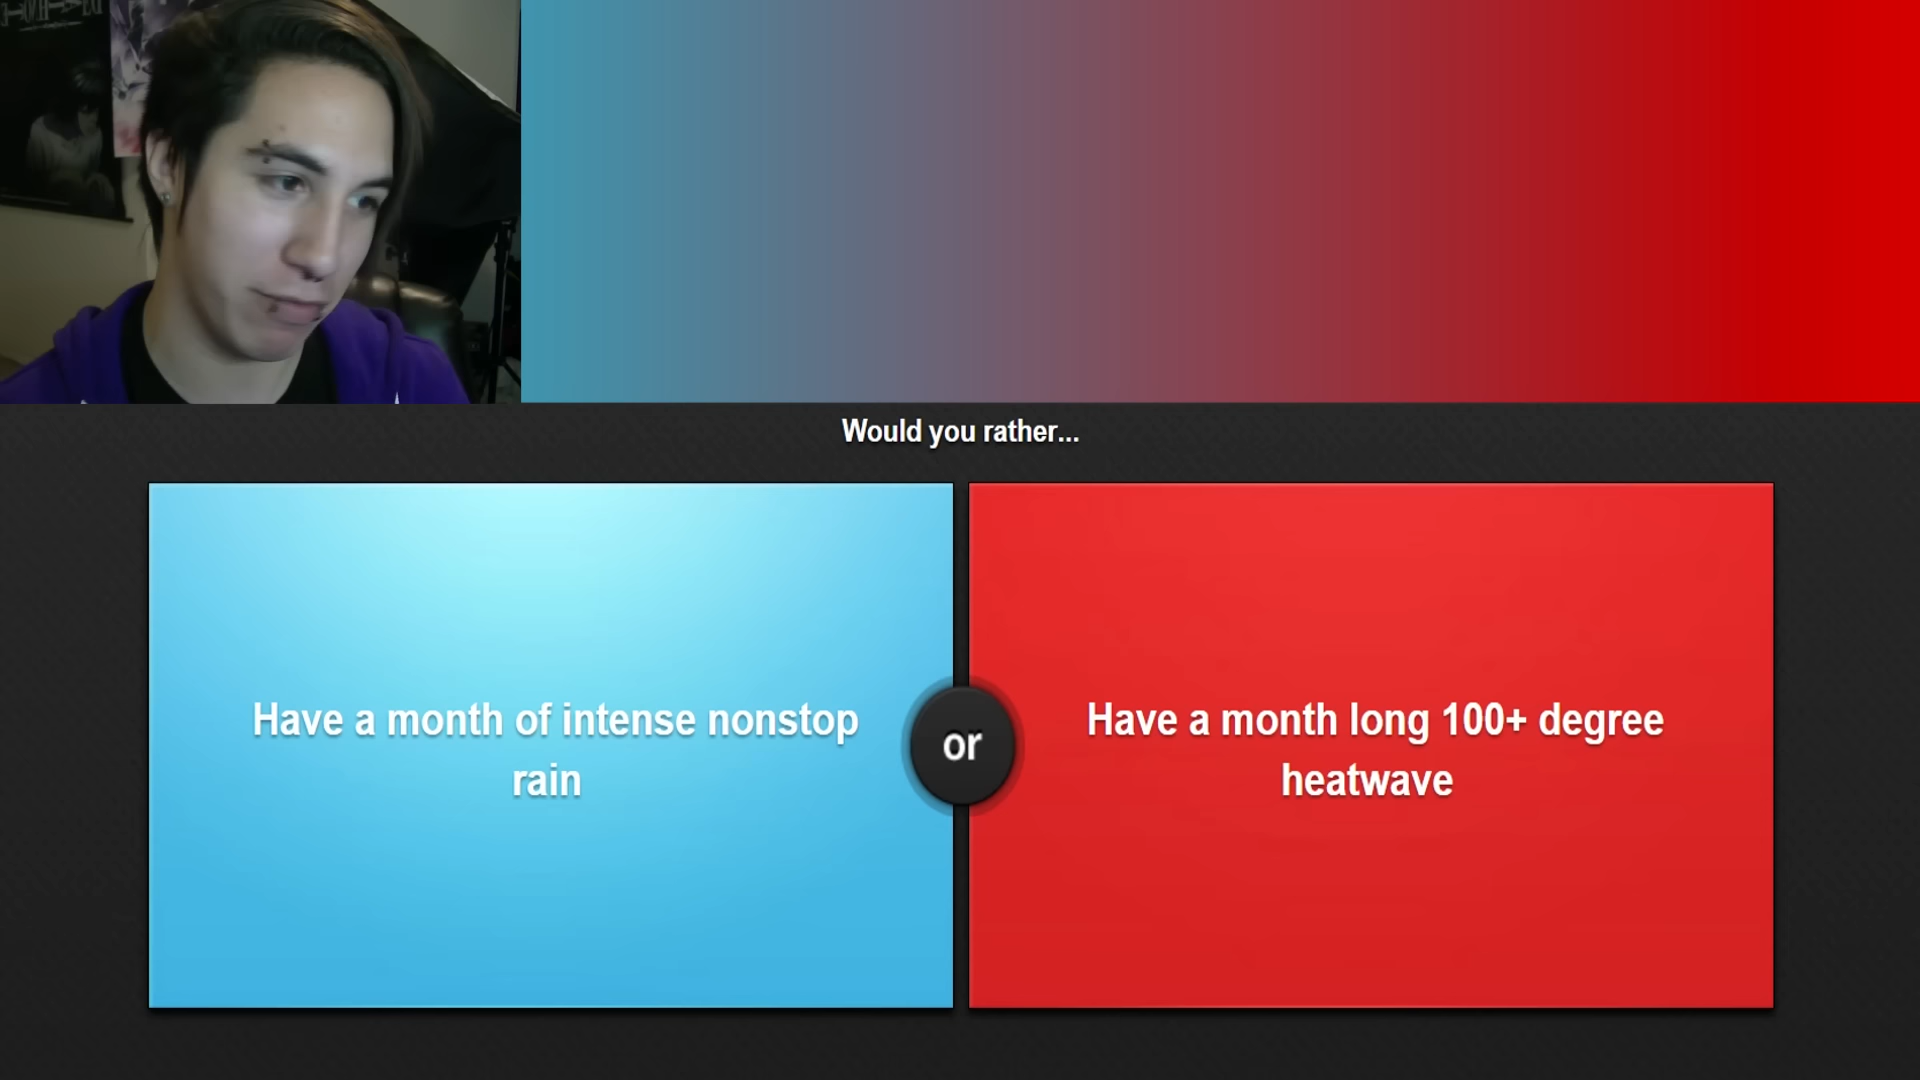 Would you rather...
Have a month of intense nonstop
rain
or
Have a month long 100+ degree
heatwave